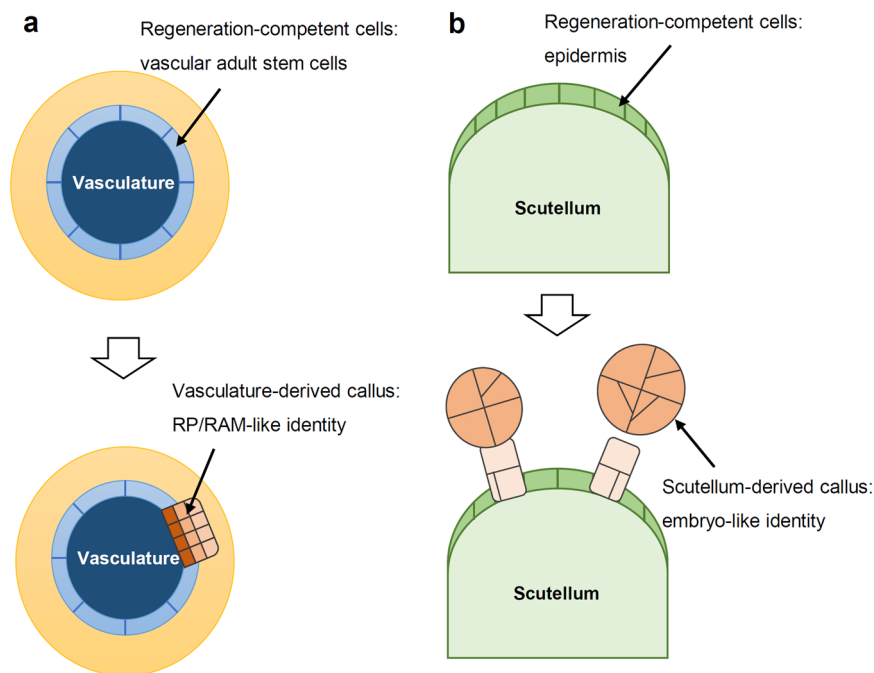 a
Regeneration-competent cells:
vascular adult stem cells
Vasculature
Vasculature-derived callus:
RP/RAM-like identity
Vasculature
b
Regeneration-competent cells:
epidermis
Scutellum
Scutellum-derived callus:
embryo-like identity
Scutellum